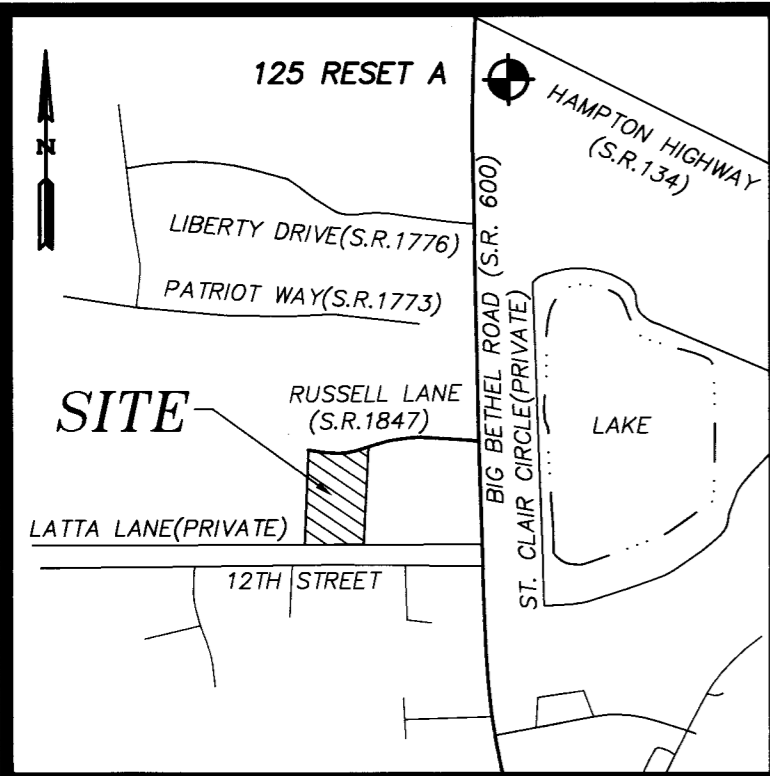 125 RESET A
N
HAMPTON HIGHWAY
(S.R.134)
LIBERTY DRIVE(S.R.1776)
BIG BETHEL ROAD (S.R. 600)
PATRIOT WAY(S.R.1773)
ST. CLAIR CIRCLE(PRIVATE)
SITE
RUSSELL LANE
(S.R.1847)
LAKE
LATTA LANE(PRIVATE)
12TH STREET